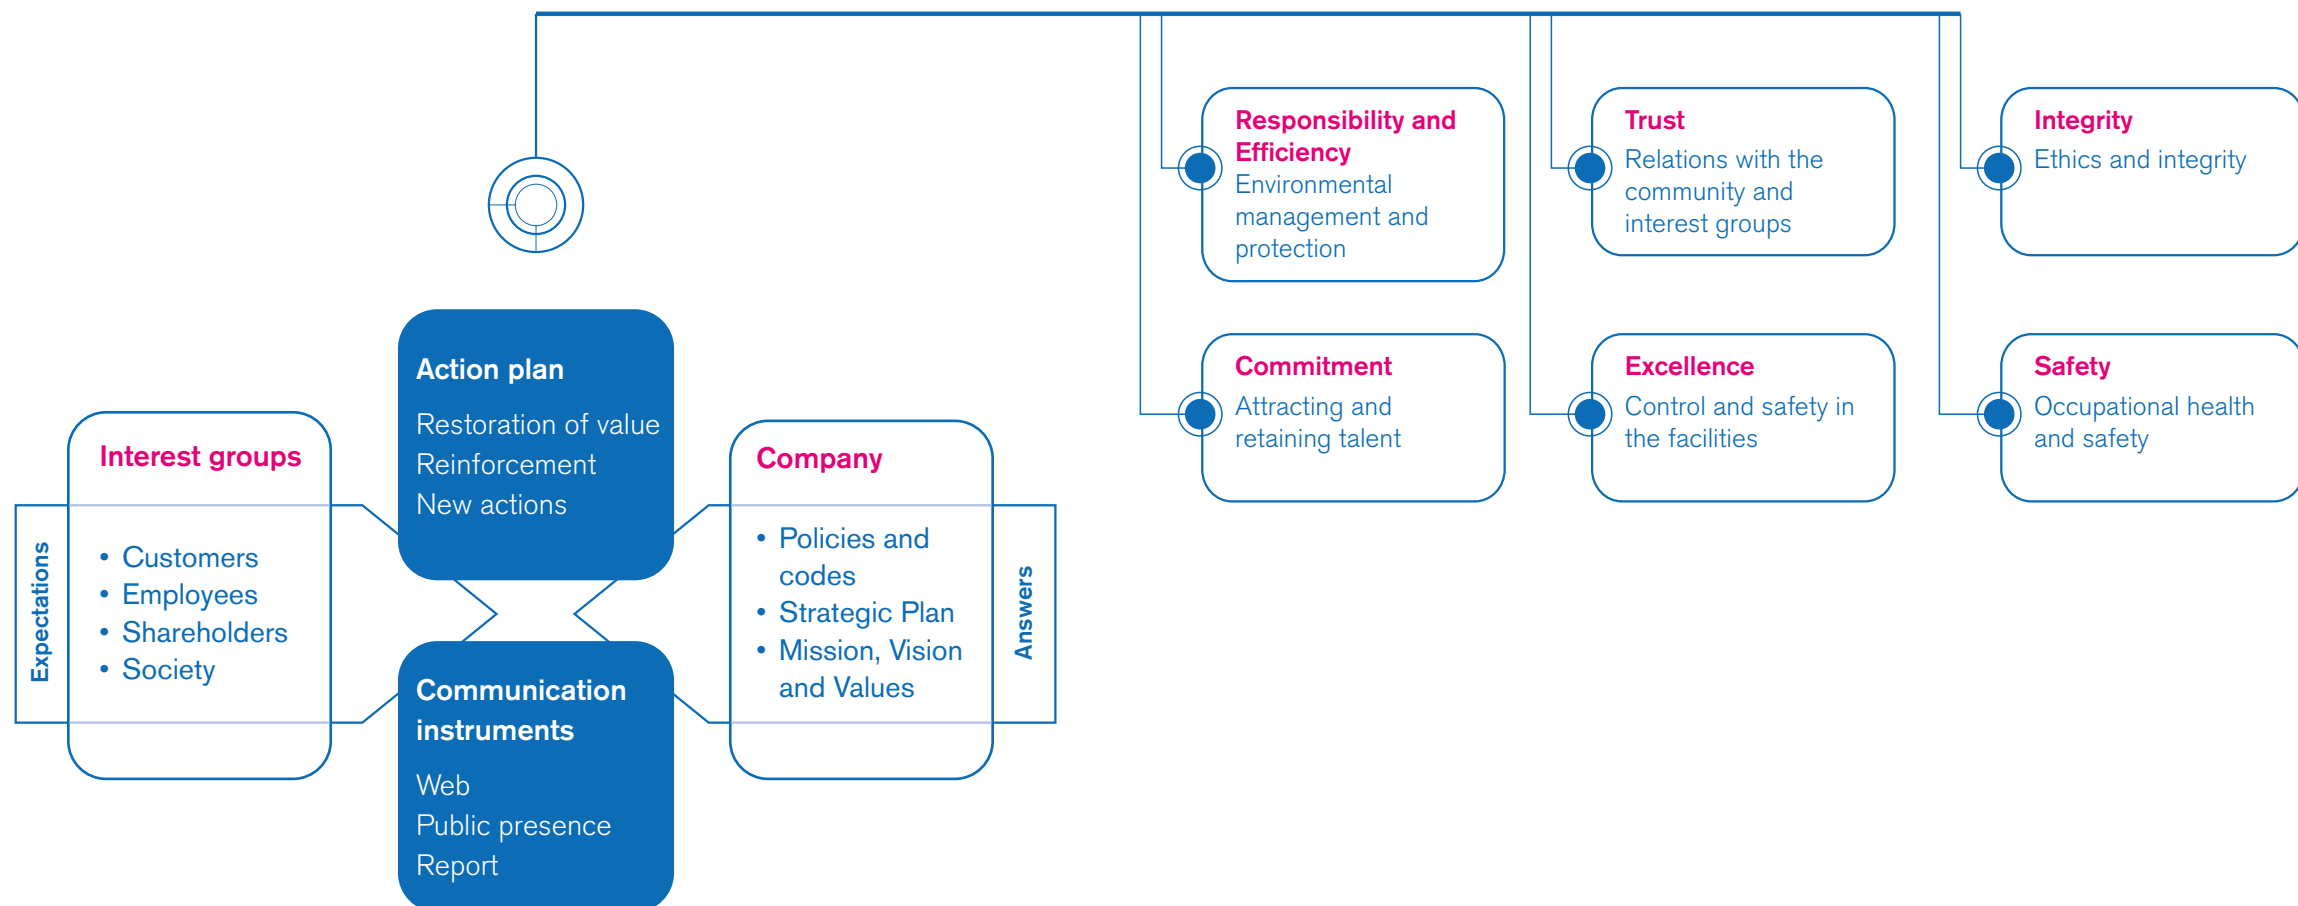 Responsibility and
Efficiency
Environmental
management and
protection
Trust
Relations with the
community and
interest groups
Integrity
Ethics and integrity
Commitment
Attracting and
retaining talent
Excellence
Control and safety in
the facilities
Safety
Occupational health
and safety
Action plan
Restoration of value
Reinforcement
New actions
Expectations
Interest groups
• Customers
• Employees
• Shareholders
• Society
Company
• Policies and
codes
• Strategic Plan
• Mission, Vision
and Values
Answers
Communication
instruments
Web
Public presence
Report